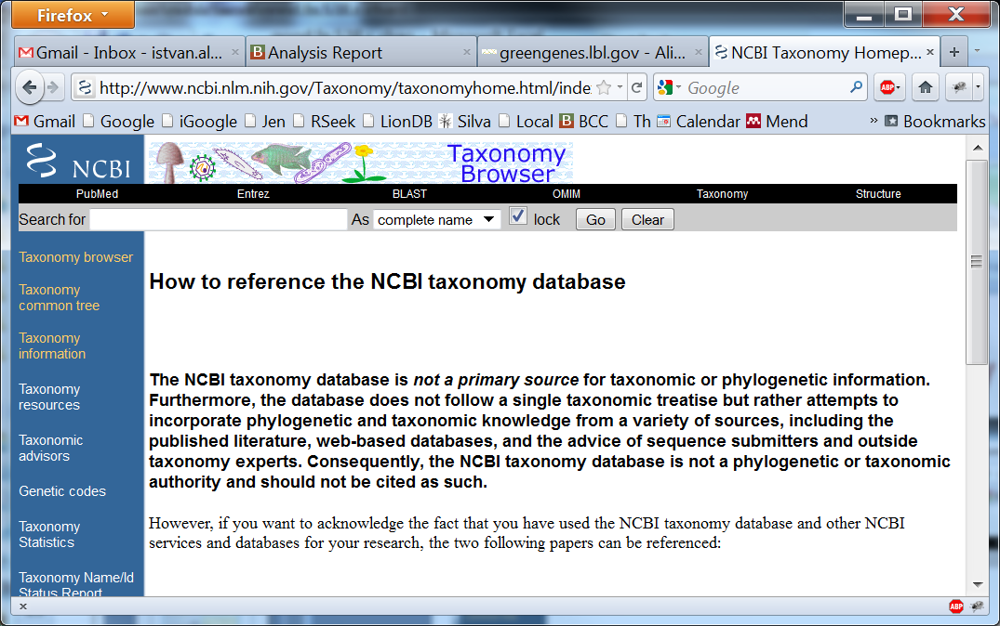 Firefox
Gmail - Inbox - istvan.al...
Analysis Report
greengenes.lbl.gov - Ali...
NCBI Taxonomy Homep...
http://www.ncbi.nlm.nih.gov/Taxonomy/taxonomyhome.html/inde
Google
ABP
Gmail Google iGoogle Jen RSeek LionDB Silva Local BCC Th Calendar Mend » Bookmarks
NCBI
Taxonomy
Browser
PubMed Entrez BLAST OMIM Taxonomy Structure
Search for As complete name lock Go Clear
Taxonomy browser
Taxonomy
common tree
Taxonomy
information
Taxonomy
resources
Taxonomic
advisors
Genetic codes
Taxonomy
Statistics
Taxonomy Name/Id
Status Report
How to reference the NCBI taxonomy database
The NCBI taxonomy database is not a primary source for taxonomic or phylogenetic information.
Furthermore, the database does not follow a single taxonomic treatise but rather attempts to
incorporate phylogenetic and taxonomic knowledge from a variety of sources, including the
published literature, web-based databases, and the advice of sequence submitters and outside
taxonomy experts. Consequently, the NCBI taxonomy database is not a phylogenetic or taxonomic
authority and should not be cited as such.
However, if you want to acknowledge the fact that you have used the NCBI taxonomy database and other NCBI
services and databases for your research, the two following papers can be referenced:
x
ABP